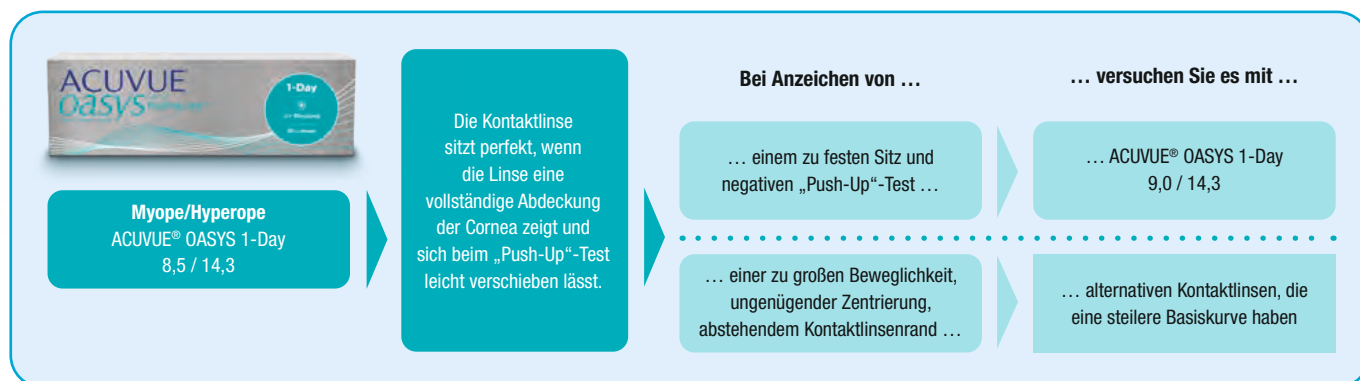 ACUVUE
oasys
1-Day
Myope/Hyperope
ACUVUE® OASYS 1-Day
8,5 / 14,3
Die Kontaktlinse
sitzt perfekt, wenn
die Linse eine
vollständige Abdeckung
der Cornea zeigt und
sich beim „Push-Up“-Test
leicht verschieben lässt.
Bei Anzeichen von …
… versuchen Sie es mit …
… einem zu festen Sitz und
negativen „Push-Up“-Test …
… ACUVUE® OASYS 1-Day
9,0 / 14,3
… einer zu großen Beweglichkeit,
ungenügender Zentrierung,
abstehendem Kontaktlinsenrand …
… alternativen Kontaktlinsen, die
eine steilere Basiskurve haben